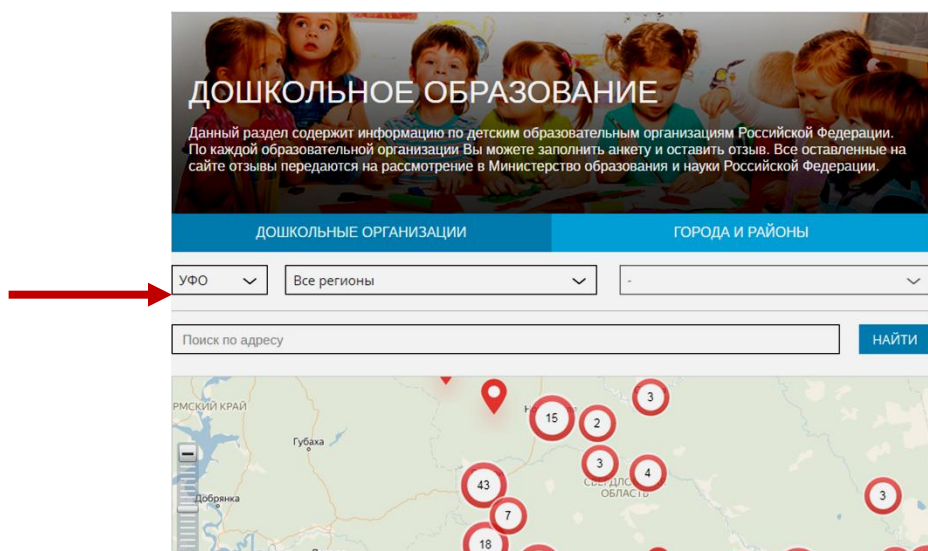 ДОШКОЛЬНОЕ ОБРАЗОВАНИЕ
Данный раздел содержит информацию по детским образовательным организациям Российской Федерации.
По каждой образовательной организации Вы можете заполнить анкету и оставить отзыв. Все оставленные на
сайте отзывы передаются на рассмотрение в Министерство образования и науки Российской Федерации.
ДОШКОЛЬНЫЕ ОРГАНИЗАЦИИ ГОРОДА И РАЙОНЫ
УФО Все регионы -
Поиск по адресу НАЙТИ
3
РМСКИЙ КРАЙ
15 2
Губаха
3 4
43
ОБЛАСТЬ
3
Добрянка
7
18